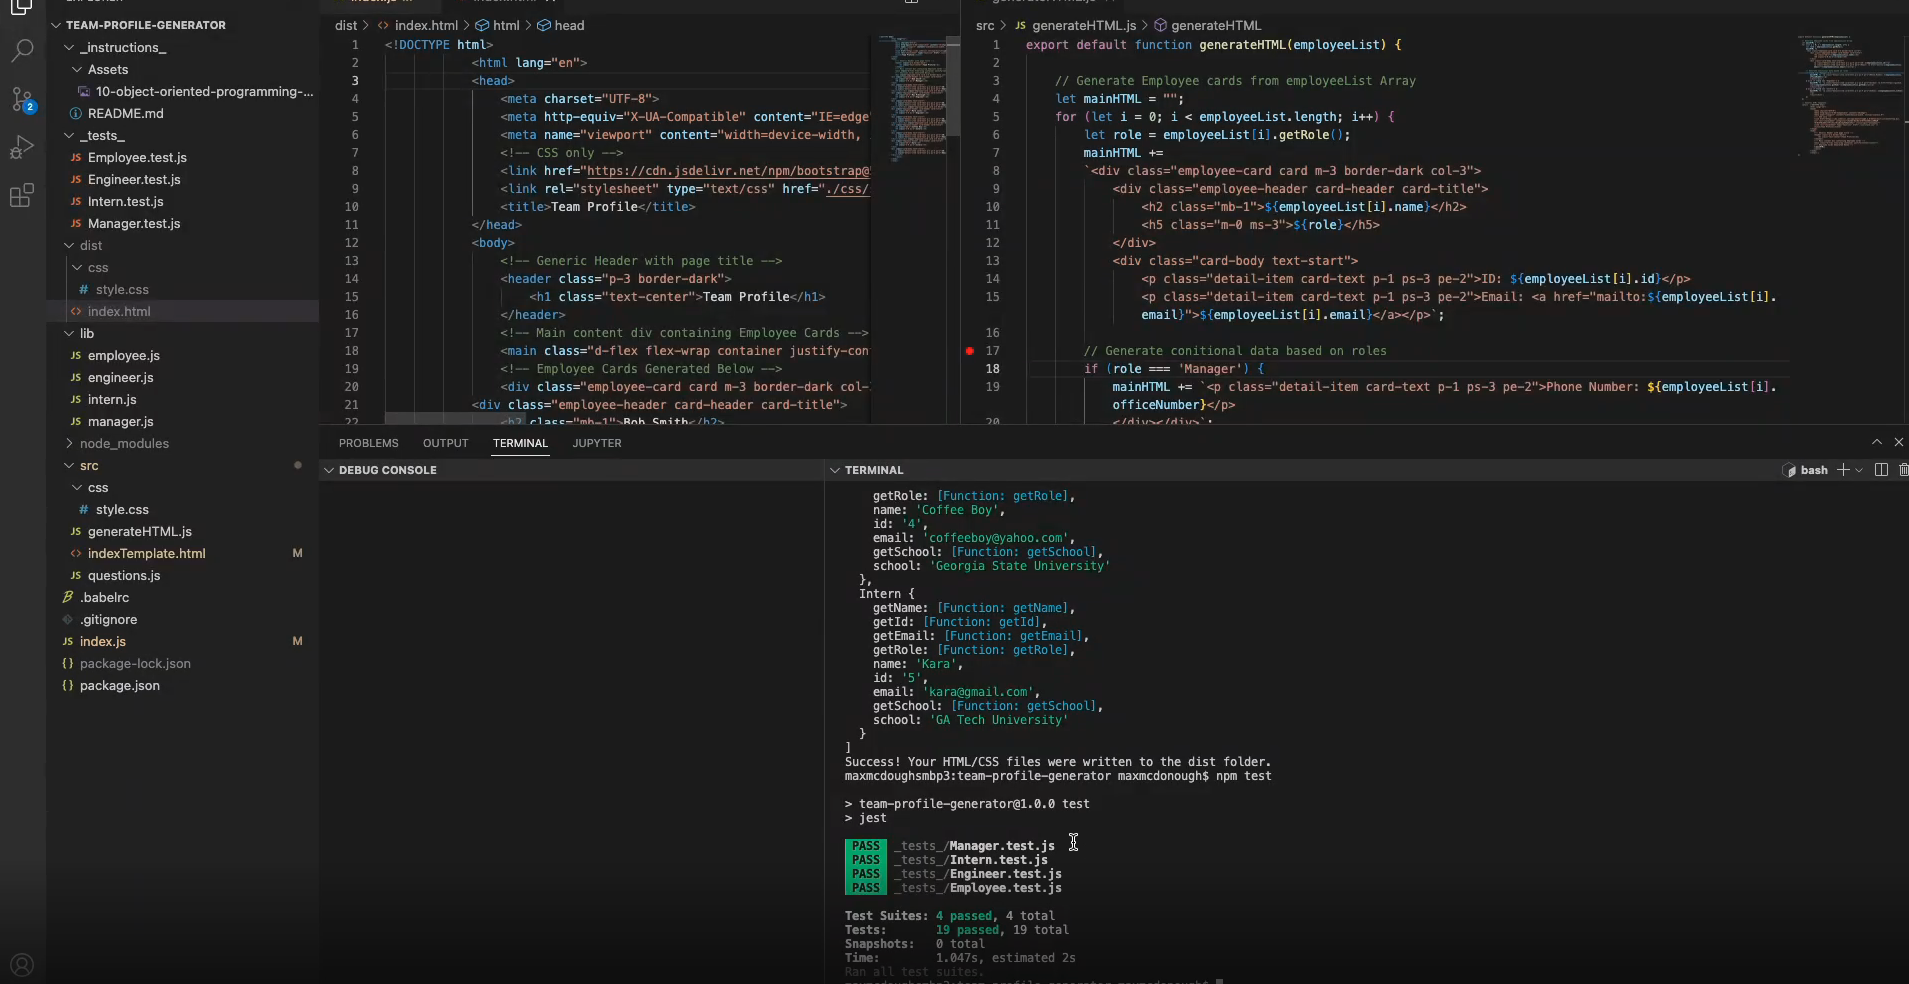 TEAM-PROFILE-GENERATOR
_instructions_
Assets
10-object-oriented-programming-...
README.md
_tests_
JS Employee.test.js
JS Engineer.test.js
JS Intern.test.js
JS Manager.test.js
dist
css
# style.css
<> index.html
lib
JS employee.js
JS engineer.js
JS intern.js
JS manager.js
node_modules
src
css
# style.css
JS generateHTML.js
<> indexTemplate.html M
JS questions.js
.babelrc
.gitignore
JS index.js M
{} package-lock.json
{} package.json
2
dist > <> index.html > html > head
1 <!DOCTYPE html>
2 <html lang="en">
3 <head>
4 <meta charset="UTF-8">
5 <meta http-equiv="X-UA-Compatible" content="IE=edge"
6 <meta name="viewport" content="width=device-width,
7 <!-- CSS only -->
8 <link href="https://cdn.jsdelivr.net/npm/bootstrap@5
9 <link rel="stylesheet" type="text/css" href="./css/
10 <title>Team Profile</title>
11 </head>
12 <body>
13 <!-- Generic Header with page title -->
14 <header class="p-3 border-dark">
15 <h1 class="text-center">Team Profile</h1>
16 </header>
17 <!-- Main content div containing Employee Cards -->
18 <main class="d-flex flex-wrap container justify-con
19 <!-- Employee Cards Generated Below -->
20 <div class="employee-card card m-3 border-dark col-
21 <div class="employee-header card-header card-title">
22 <h2 class="mb-1">Bob Smith</h2>
src > JS generateHTML.js > generateHTML
1 export default function generateHTML(employeeList) {
2
3 // Generate Employee cards from employeeList Array
4 let mainHTML = "";
5 for (let i = 0; i < employeeList.length; i++) {
6 let role = employeeList[i].getRole();
7 mainHTML +=
8 `<div class="employee-card card m-3 border-dark col-3">
9 <div class="employee-header card-header card-title">
10 <h2 class="mb-1">${employeeList[i].name}</h2>
11 <h5 class="m-0 ms-3">${role}</h5>
12 </div>
13 <div class="card-body text-start">
14 <p class="detail-item card-text p-1 ps-3 pe-2">ID: ${employeeList[i].id}</p>
15 <p class="detail-item card-text p-1 ps-3 pe-2">Email: <a href="mailto:${employeeList[i].
email}">${employeeList[i].email}</a></p>`;
16
17 // Generate conitional data based on roles
18 if (role === 'Manager') {
19 mainHTML += `<p class="detail-item card-text p-1 ps-3 pe-2">Phone Number: ${employeeList[i].
officeNumber}</p>
20 </div></div>`;
PROBLEMS OUTPUT TERMINAL JUPYTER
DEBUG CONSOLE
TERMINAL
bash
getRole: [Function: getRole],
name: 'Coffee Boy',
id: '4',
email: 'coffeeboy@yahoo.com',
getSchool: [Function: getSchool],
school: 'Georgia State University'
},
Intern {
getName: [Function: getName],
getId: [Function: getId],
getEmail: [Function: getEmail],
getRole: [Function: getRole],
name: 'Kara',
id: '5',
email: 'kara@gmail.com',
getSchool: [Function: getSchool],
school: 'GA Tech University'
}
]
Success! Your HTML/CSS files were written to the dist folder.
maxmcdoughsmbp3:team-profile-generator maxmcdonough$ npm test
> team-profile-generator@1.0.0 test
> jest
PASS _tests_/Manager.test.js
PASS _tests_/Intern.test.js
PASS _tests_/Engineer.test.js
PASS _tests_/Employee.test.js
Test Suites: 4 passed, 4 total
Tests: 19 passed, 19 total
Snapshots: 0 total
Time: 1.047s, estimated 2s
Ran all test suites.